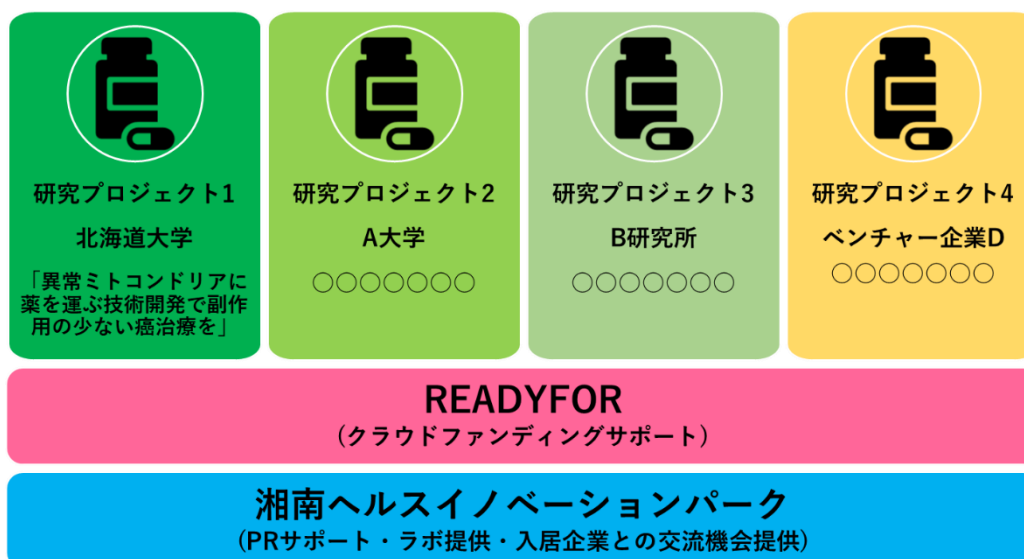 研究プロジェクト1
北海道大学
「異常ミトコンドリアに
薬を運ぶ技術開発で副作
用の少ない癌治療を」
研究プロジェクト2
A大学
○○○○○○○
研究プロジェクト3
B研究所
○○○○○○○
研究プロジェクト4
ベンチャー企業D
○○○○○○○
READYFOR
(クラウドファンディングサポート)
湘南ヘルスイノベーションパーク
(PRサポート・ラボ提供・入居企業との交流機会提供)